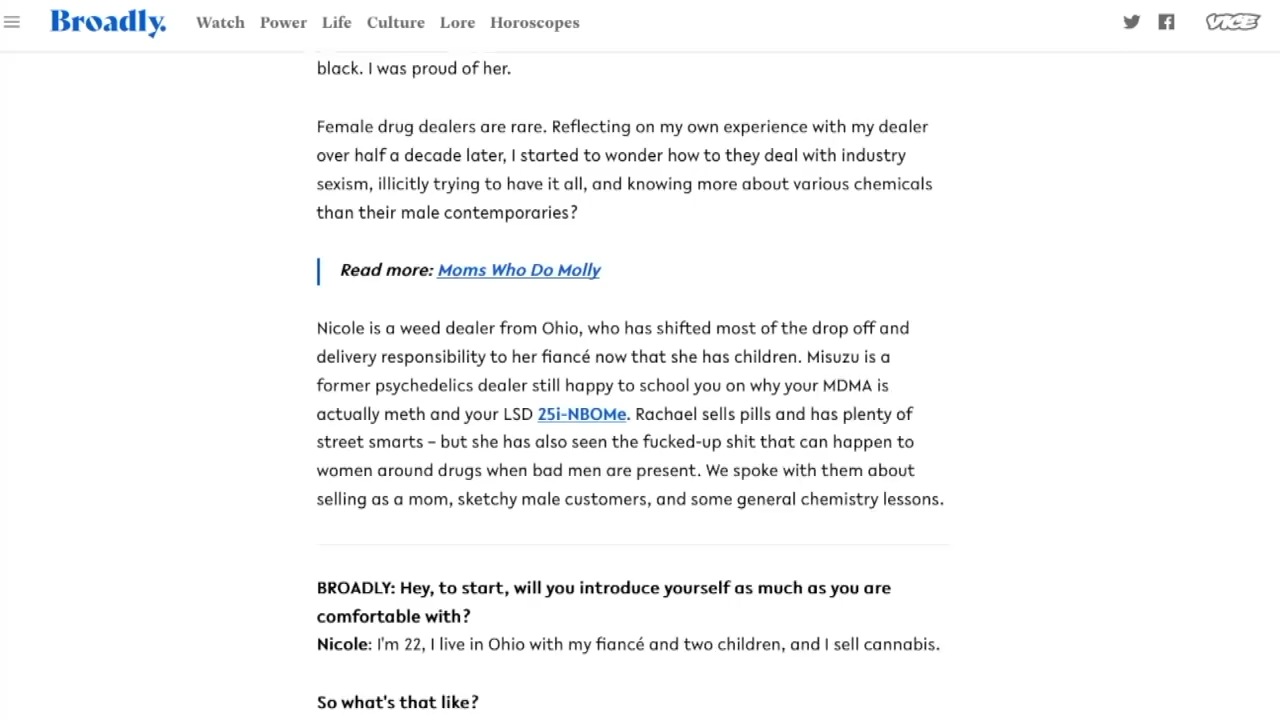 Broadly. Watch Power Life Culture Lore Horoscopes VICE
black. I was proud of her.
Female drug dealers are rare. Reflecting on my own experience with my dealer
over half a decade later, I started to wonder how to they deal with industry
sexism, illicitly trying to have it all, and knowing more about various chemicals
than their male contemporaries?
Read more: Moms Who Do Molly
Nicole is a weed dealer from Ohio, who has shifted most of the drop off and
delivery responsibility to her fiancé now that she has children. Misuzu is a
former psychedelics dealer still happy to school you on why your MDMA is
actually meth and your LSD 25i-NBOMe. Rachael sells pills and has plenty of
street smarts – but she has also seen the fucked-up shit that can happen to
women around drugs when bad men are present. We spoke with them about
selling as a mom, sketchy male customers, and some general chemistry lessons.
BROADLY: Hey, to start, will you introduce yourself as much as you are
comfortable with?
Nicole: I'm 22, I live in Ohio with my fiancé and two children, and I sell cannabis.
So what's that like?